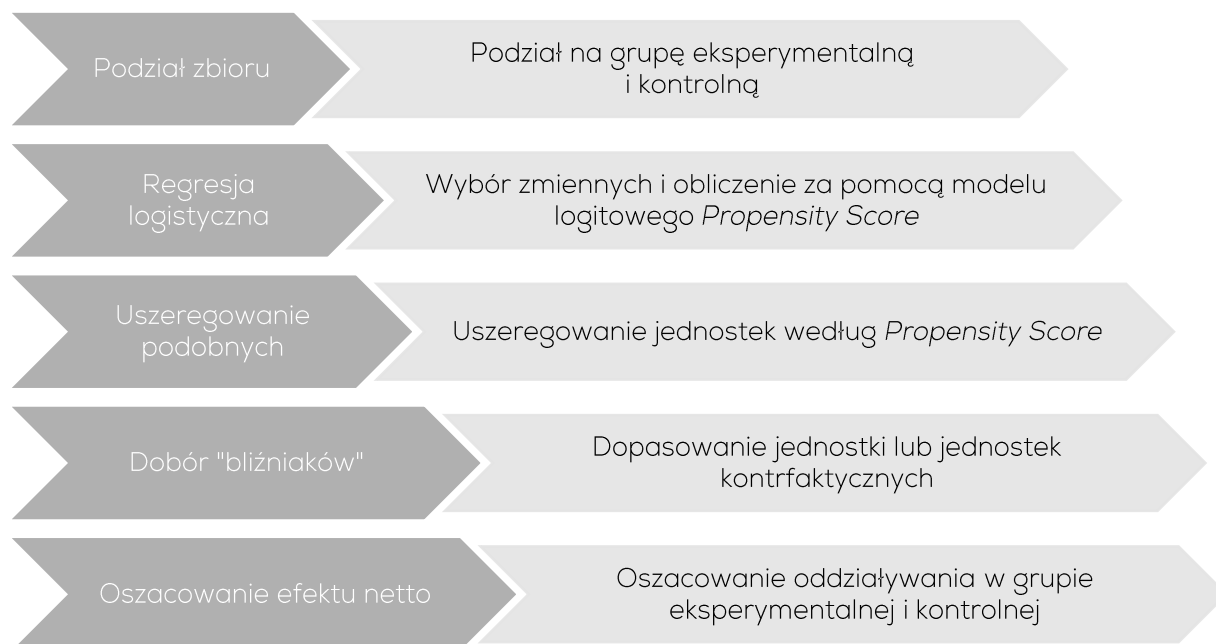 Podział zbioru
Podział na grupę eksperymentalną
i kontrolną
Regresja
logistyczna
Wybór zmiennych i obliczenie za pomocą modelu
logitowego Propensity Score
Uszeregowanie
podobnych
Uszeregowanie jednostek według Propensity Score
Dobór "bliźniaków"
Dopasowanie jednostki lub jednostek
kontrfaktycznych
Oszacowanie efektu netto
Oszacowanie oddziaływania w grupie
eksperymentalnej i kontrolnej